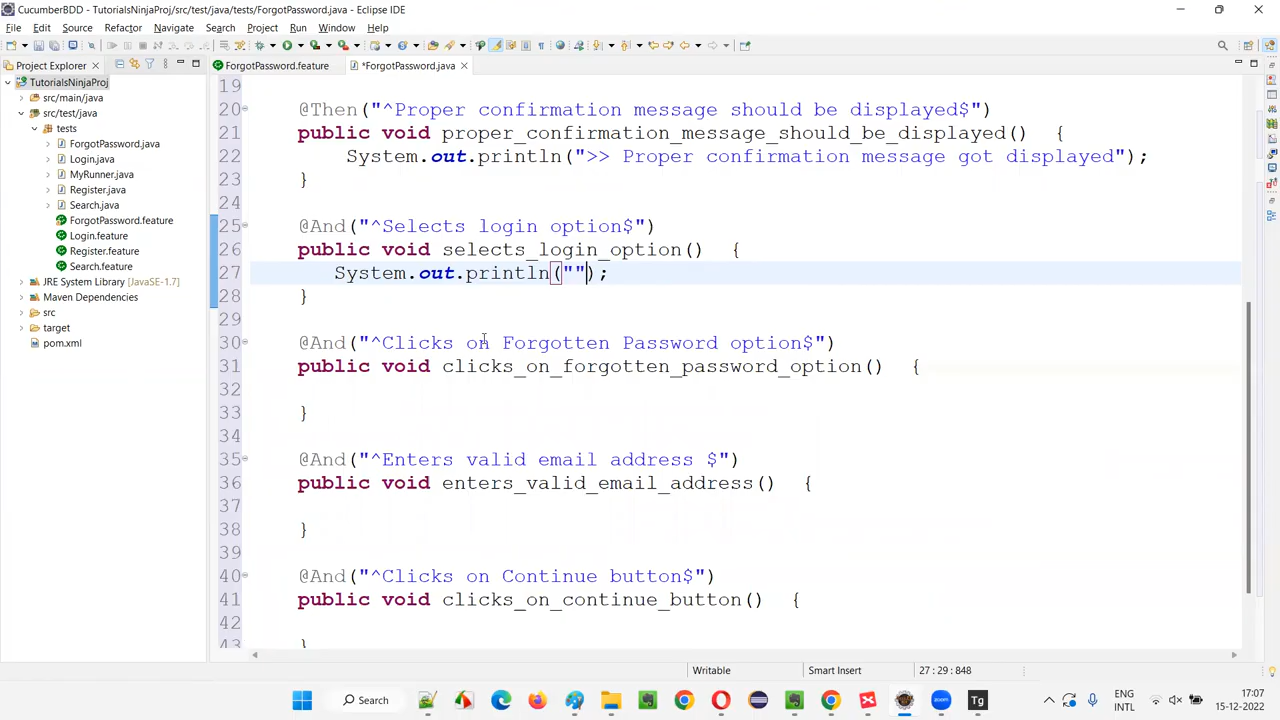 CucumberBDD - TutorialsNinjaProj/src/test/java/tests/ForgotPassword.java - Eclipse IDE
File Edit Source Refactor Navigate Search Project Run Window Help
Project Explorer
ForgotPassword.feature
*ForgotPassword.java
TutorialsNinjaProj
src/main/java
src/test/java
tests
ForgotPassword.java
Login.java
MyRunner.java
Register.java
Search.java
ForgotPassword.feature
Login.feature
Register.feature
Search.feature
JRE System Library [JavaSE-1.7]
Maven Dependencies
src
target
pom.xml
19
20 @Then("^Proper confirmation message should be displayed$")
21 public void proper_confirmation_message_should_be_displayed() {
22 System.out.println(">> Proper confirmation message got displayed");
23 }
24
25 @And("^Selects login option$")
26 public void selects_login_option() {
27 System.out.println("");
28 }
29
30 @And("^Clicks on Forgotten Password option$")
31 public void clicks_on_forgotten_password_option() {
32
33 }
34
35 @And("^Enters valid email address $")
36 public void enters_valid_email_address() {
37
38 }
39
40 @And("^Clicks on Continue button$")
41 public void clicks_on_continue_button() {
42
43 }
Writable Smart Insert 27 : 29 : 848
Search
Tg
ENG
INTL
17:07
15-12-2022